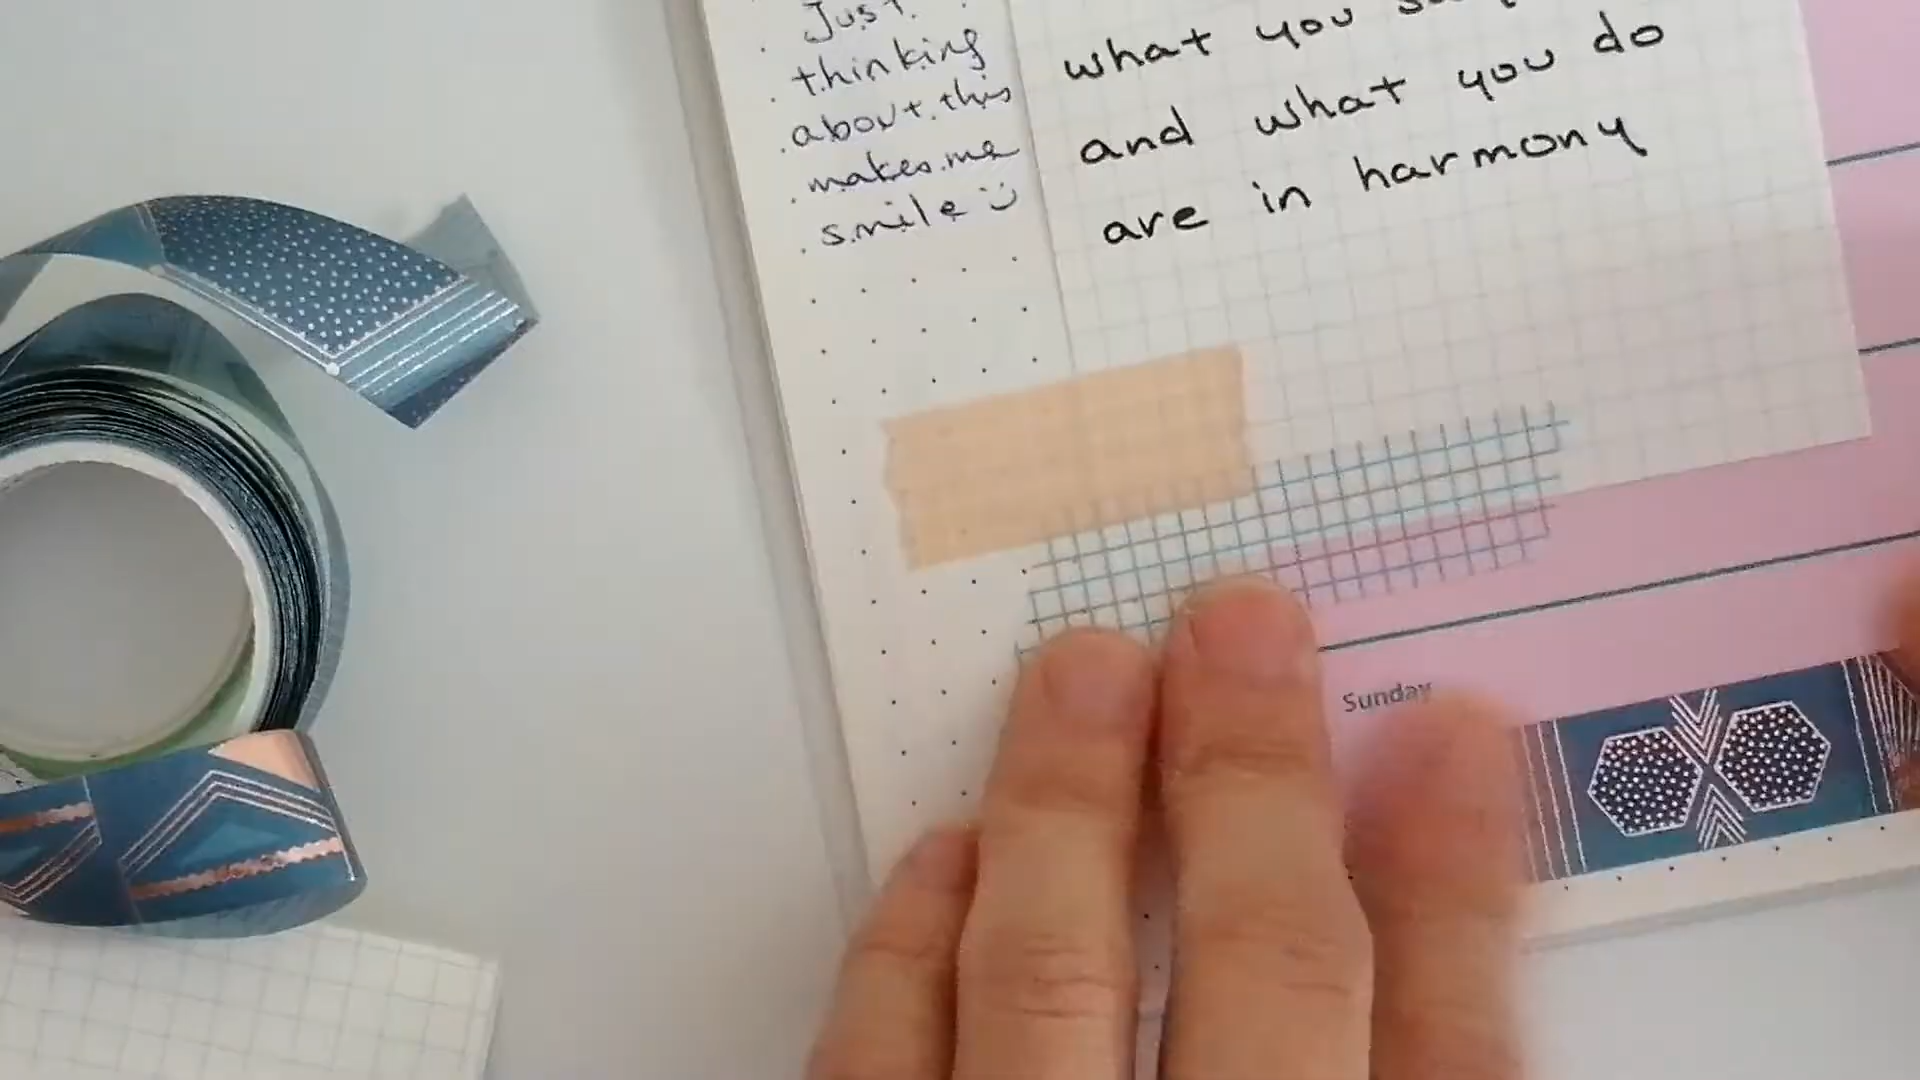 Just
thinking
about this
makes me
smile
what you
and what you do
are in harmony
Sunday